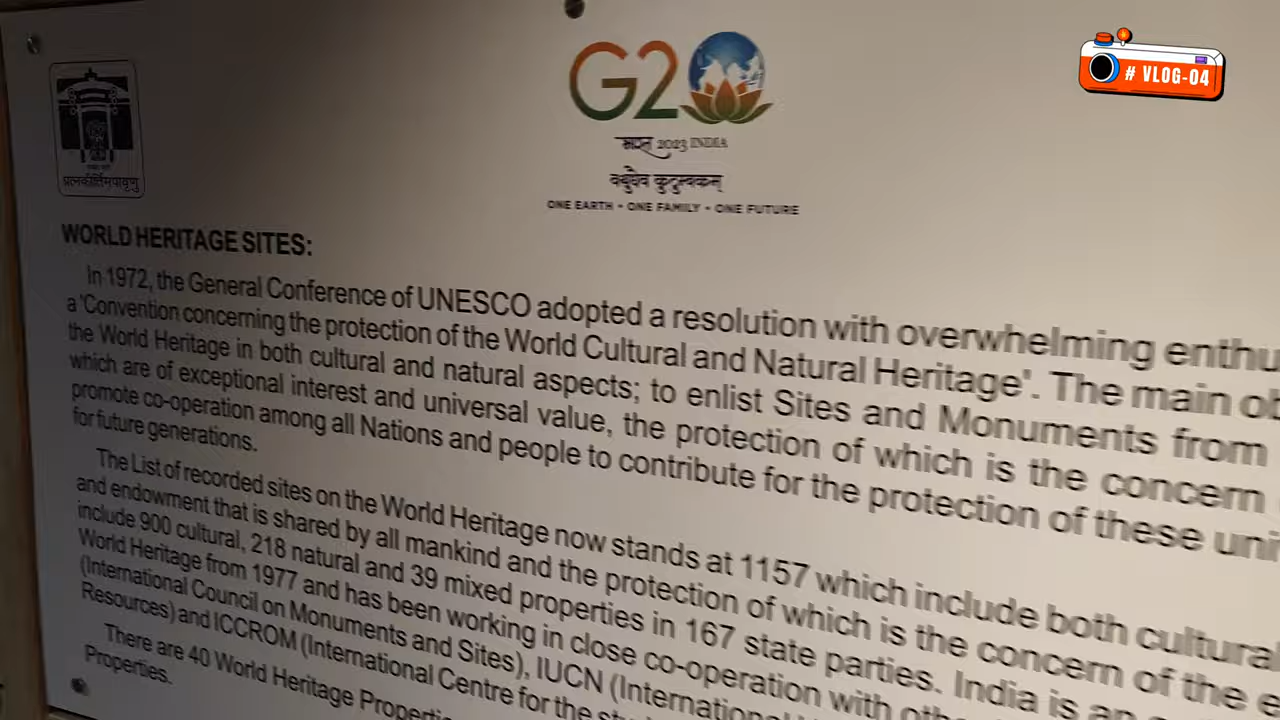 G20
# VLOG-04
भारत 2023 INDIA
वसुधैव कुटुम्बकम्
ONE EARTH • ONE FAMILY • ONE FUTURE
प्रत्नकीर्तिमपावृणु
WORLD HERITAGE SITES:
In 1972, the General Conference of UNESCO adopted a resolution with overwhelming
a 'Convention concerning the protection of the World Cultural and Natural Heritage'. The main
the World Heritage in both cultural and natural aspects; to enlist Sites and Monuments from
which are of exceptional interest and universal value, the protection of which is the concern
promote co-operation among all Nations and people to contribute for the protection of these
for future generations.
The List of recorded sites on the World Heritage now stands at 1157 which include both cultural
and endowment that is shared by all mankind and the protection of which is the concern of the
include 900 cultural, 218 natural and 39 mixed properties in 167 state parties. India is an
World Heritage from 1977 and has been working in close co-operation with
(International Council on Monuments and Sites), IUCN (International
Resources) and ICCROM (International Centre for the
There are 40 World Heritage
Properties.